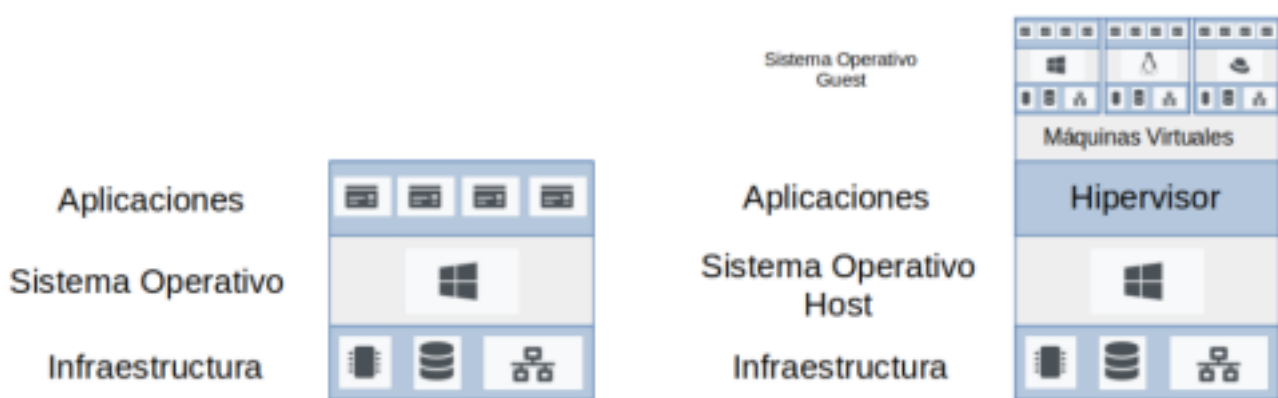 Aplicaciones
Sistema Operativo
Infraestructura
Sistema Operativo
Guest
Máquinas Virtuales
Aplicaciones
Hipervisor
Sistema Operativo
Host
Infraestructura